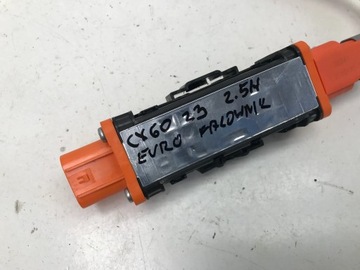 CX60 23 2.5H
EVRO FALOWNIK